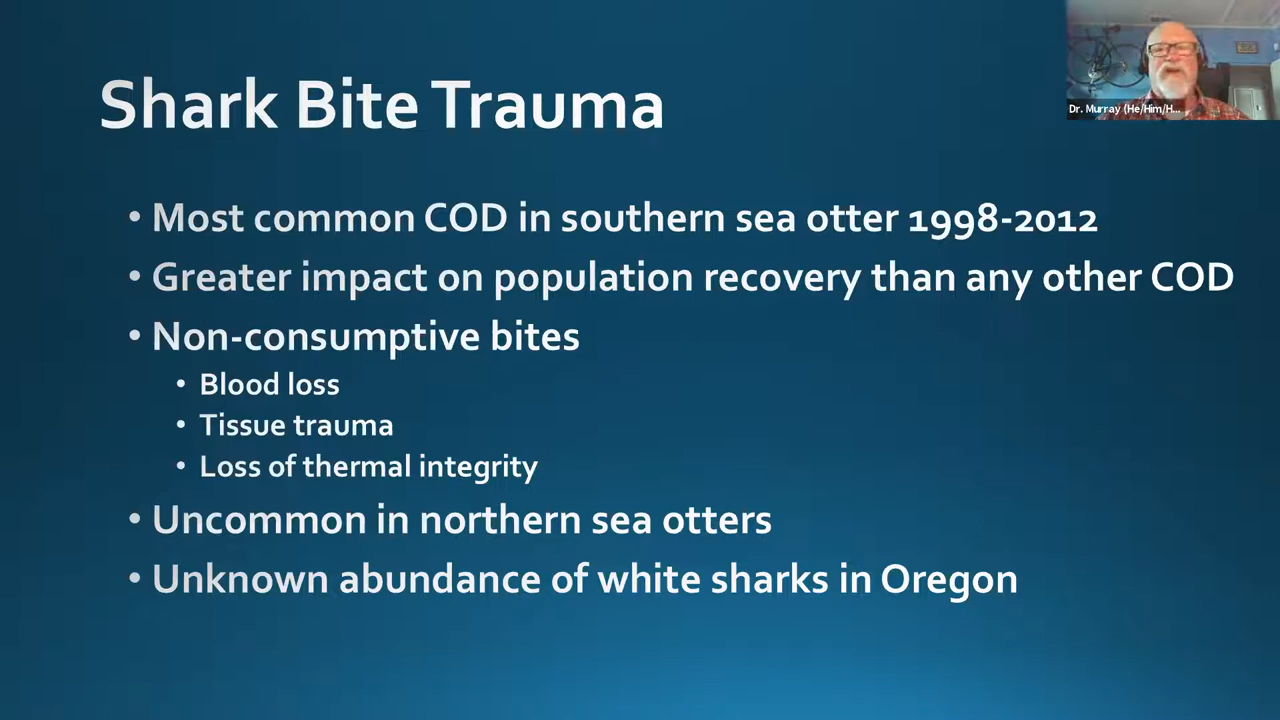 Shark Bite Trauma
Dr. Murray (He/Him/H...
• Most common COD in southern sea otter 1998-2012
• Greater impact on population recovery than any other COD
• Non-consumptive bites
• Blood loss
• Tissue trauma
• Loss of thermal integrity
• Uncommon in northern sea otters
• Unknown abundance of white sharks in Oregon